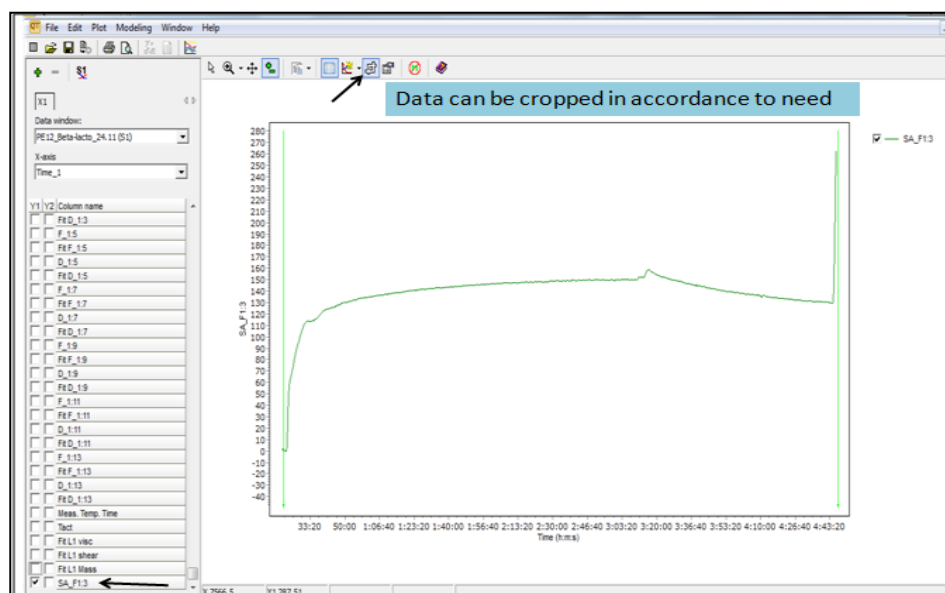 File Edit Plot Modeling Window Help
S1
Data can be cropped in accordance to need
X1
Data window:
PE12_Beta-lacto_24.11 (S1)
X-axis
Time_1
Y1 Y2 Column name
Fit D_1:3
F_1:5
Fit F_1:5
D_1:5
Fit D_1:5
F_1:7
Fit F_1:7
D_1:7
Fit D_1:7
F_1:9
Fit F_1:9
D_1:9
Fit D_1:9
F_1:11
Fit F_1:11
D_1:11
Fit D_1:11
F_1:13
Fit F_1:13
D_1:13
Fit D_1:13
Meas. Temp. Time
Tact
Fit L1 visc
Fit L1 shear
Fit L1 Mass
SA_F1:3
SA_F1:3
280
270
260
250
240
230
220
210
200
190
180
170
160
150
140
130
120
110
100
90
80
70
60
50
40
30
20
10
0
-10
-20
-30
-40
SA_F1:3
33:20 50:00 1:06:40 1:23:20 1:40:00 1:56:40 2:13:20 2:30:00 2:46:40 3:03:20 3:20:00 3:36:40 3:53:20 4:10:00 4:26:40 4:43:20
Time (h:m:s)